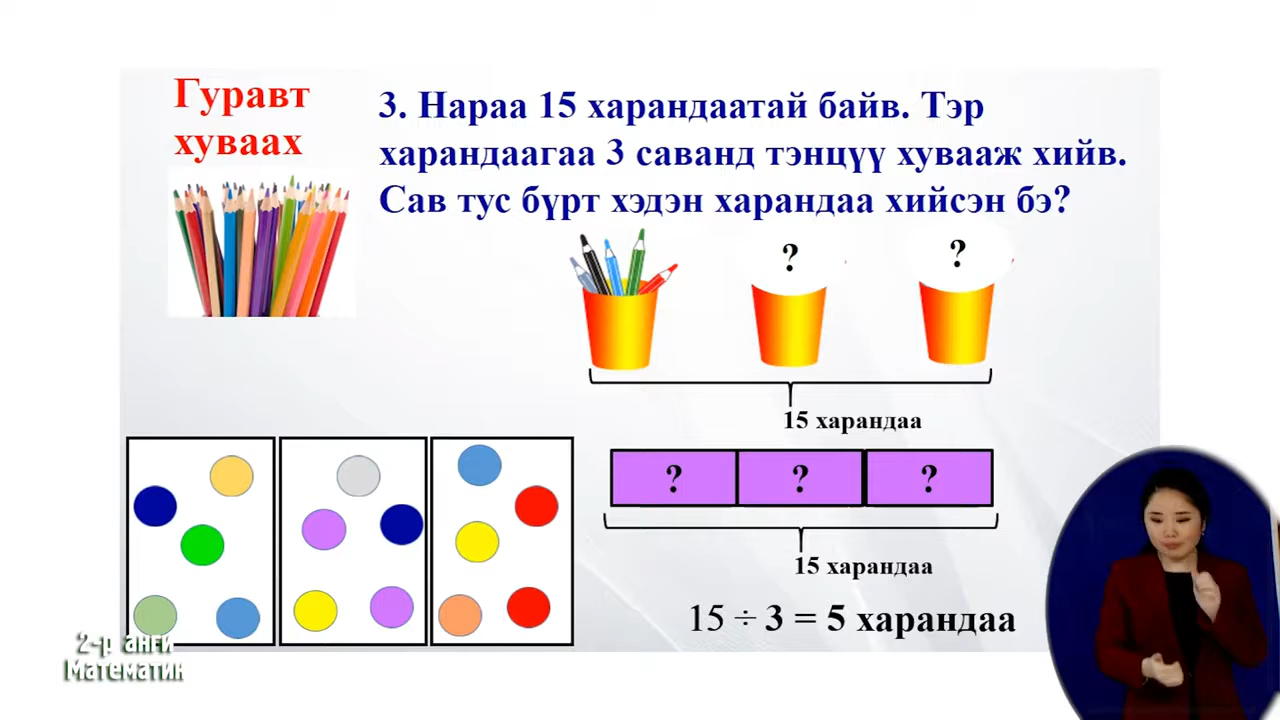 Гуравт
хуваах
3. Нараа 15 харандаатай байв. Тэр
харандаагаа 3 саванд тэнцүү хувааж хийв.
Сав тус бүрт хэдэн харандаа хийсэн бэ?
?
?
15 харандаа
?
?
?
15 харандаа
15 ÷ 3 = 5 харандаа
2-р анги
Математик